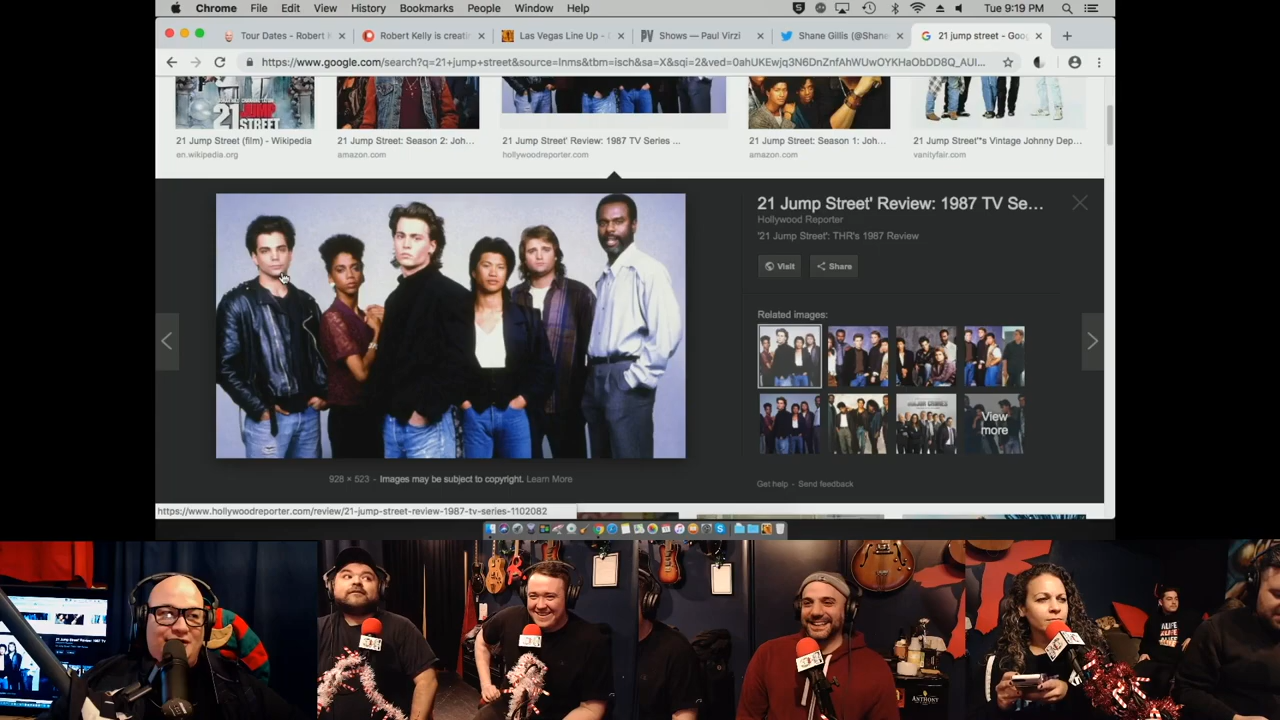 Chrome File Edit View History Bookmarks People Window Help
Tue 9:19 PM
Tour Dates - Robert K
Robert Kelly is creatin
Las Vegas Line Up -
Shows — Paul Virzi
Shane Gillis (@Shane
21 jump street - Goo
https://www.google.com/search?q=21+jump+street&source=lnms&tbm=isch&sa=X&sqi=2&ved=0ahUKEwjq3N6DnZnfAhWUwOYKHaObDD8Q_AUI...
21
JUMP
STREET
21 Jump Street (film) - Wikipedia
en.wikipedia.org
21 Jump Street: Season 2: Joh...
amazon.com
21 Jump Street' Review: 1987 TV Series ...
hollywoodreporter.com
21 Jump Street: Season 1: Joh...
amazon.com
21 Jump Street'"s Vintage Johnny Dep...
vanityfair.com
21 Jump Street' Review: 1987 TV Se...
Hollywood Reporter
'21 Jump Street': THR's 1987 Review
Visit
Share
Related images:
View
more
928 × 523 - Images may be subject to copyright. Learn More
Get help - Send feedback
https://www.hollywoodreporter.com/review/21-jump-street-review-1987-tv-series-1102082
ANTHONY